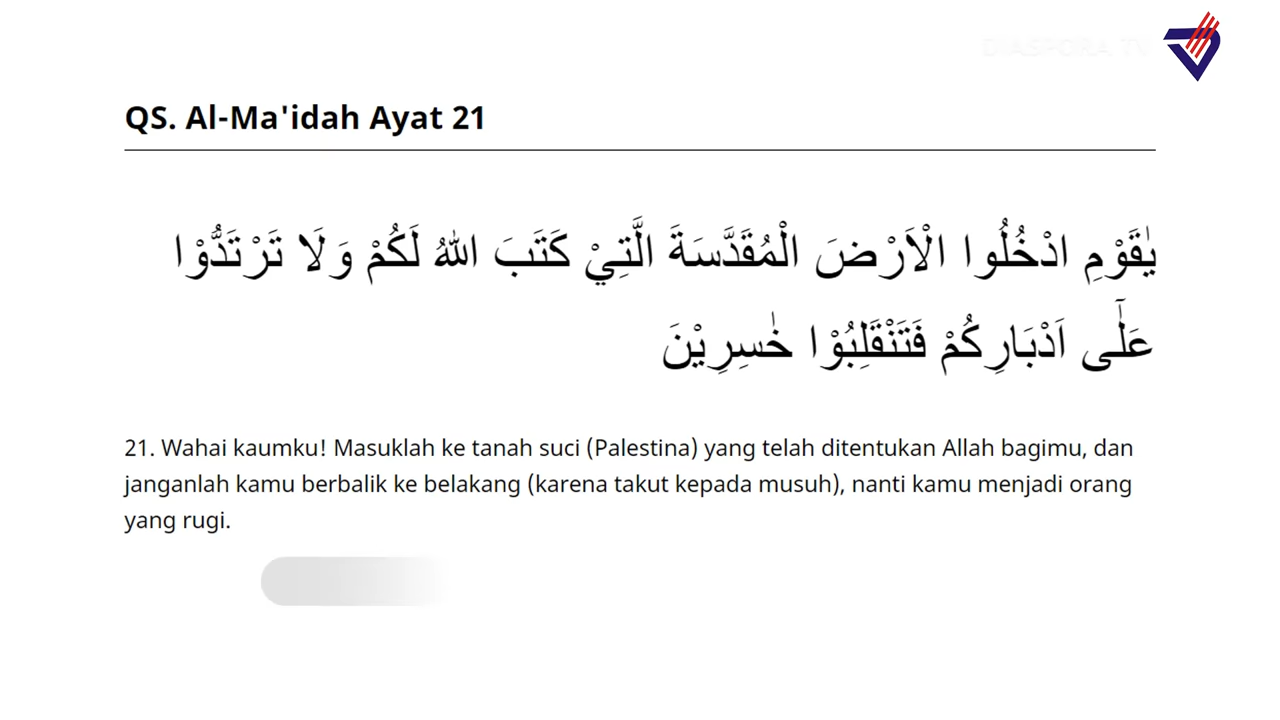 DIASPORA TV
QS. Al-Ma'idah Ayat 21
يٰقَوْمِ ادْخُلُوا الْاَرْضَ الْمُقَدَّسَةَ الَّتِيْ كَتَبَ اللّٰهُ لَكُمْ وَلَا تَرْتَدُّوْا
عَلٰٓى اَدْبَارِكُمْ فَتَنْقَلِبُوْا خٰسِرِيْنَ
21. Wahai kaumku! Masuklah ke tanah suci (Palestina) yang telah ditentukan Allah bagimu, dan
janganlah kamu berbalik ke belakang (karena takut kepada musuh), nanti kamu menjadi orang
yang rugi.